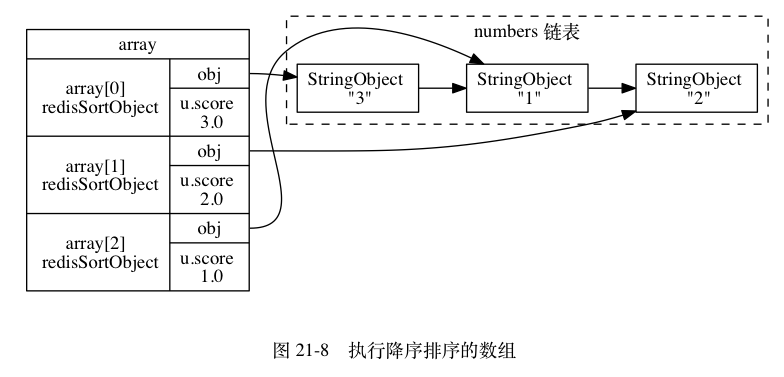 array
array[0]
redisSortObject
obj
u.score
3.0
array[1]
redisSortObject
obj
u.score
2.0
array[2]
redisSortObject
obj
u.score
1.0
numbers 链表
StringObject
"3"
StringObject
"1"
StringObject
"2"
图 21-8 执行降序排序的数组